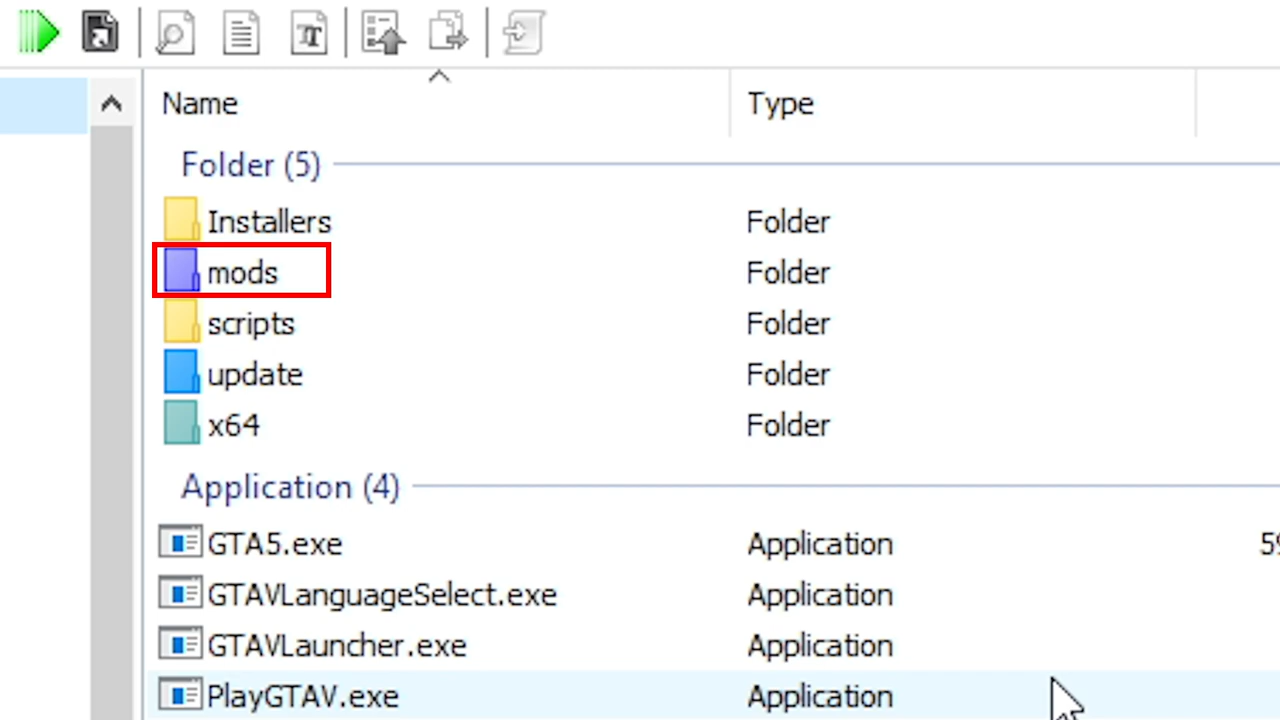 Name Type
Folder (5)
Installers Folder
mods Folder
scripts Folder
update Folder
x64 Folder
Application (4)
GTA5.exe Application 59
GTAVLanguageSelect.exe Application
GTAVLauncher.exe Application
PlayGTAV.exe Application